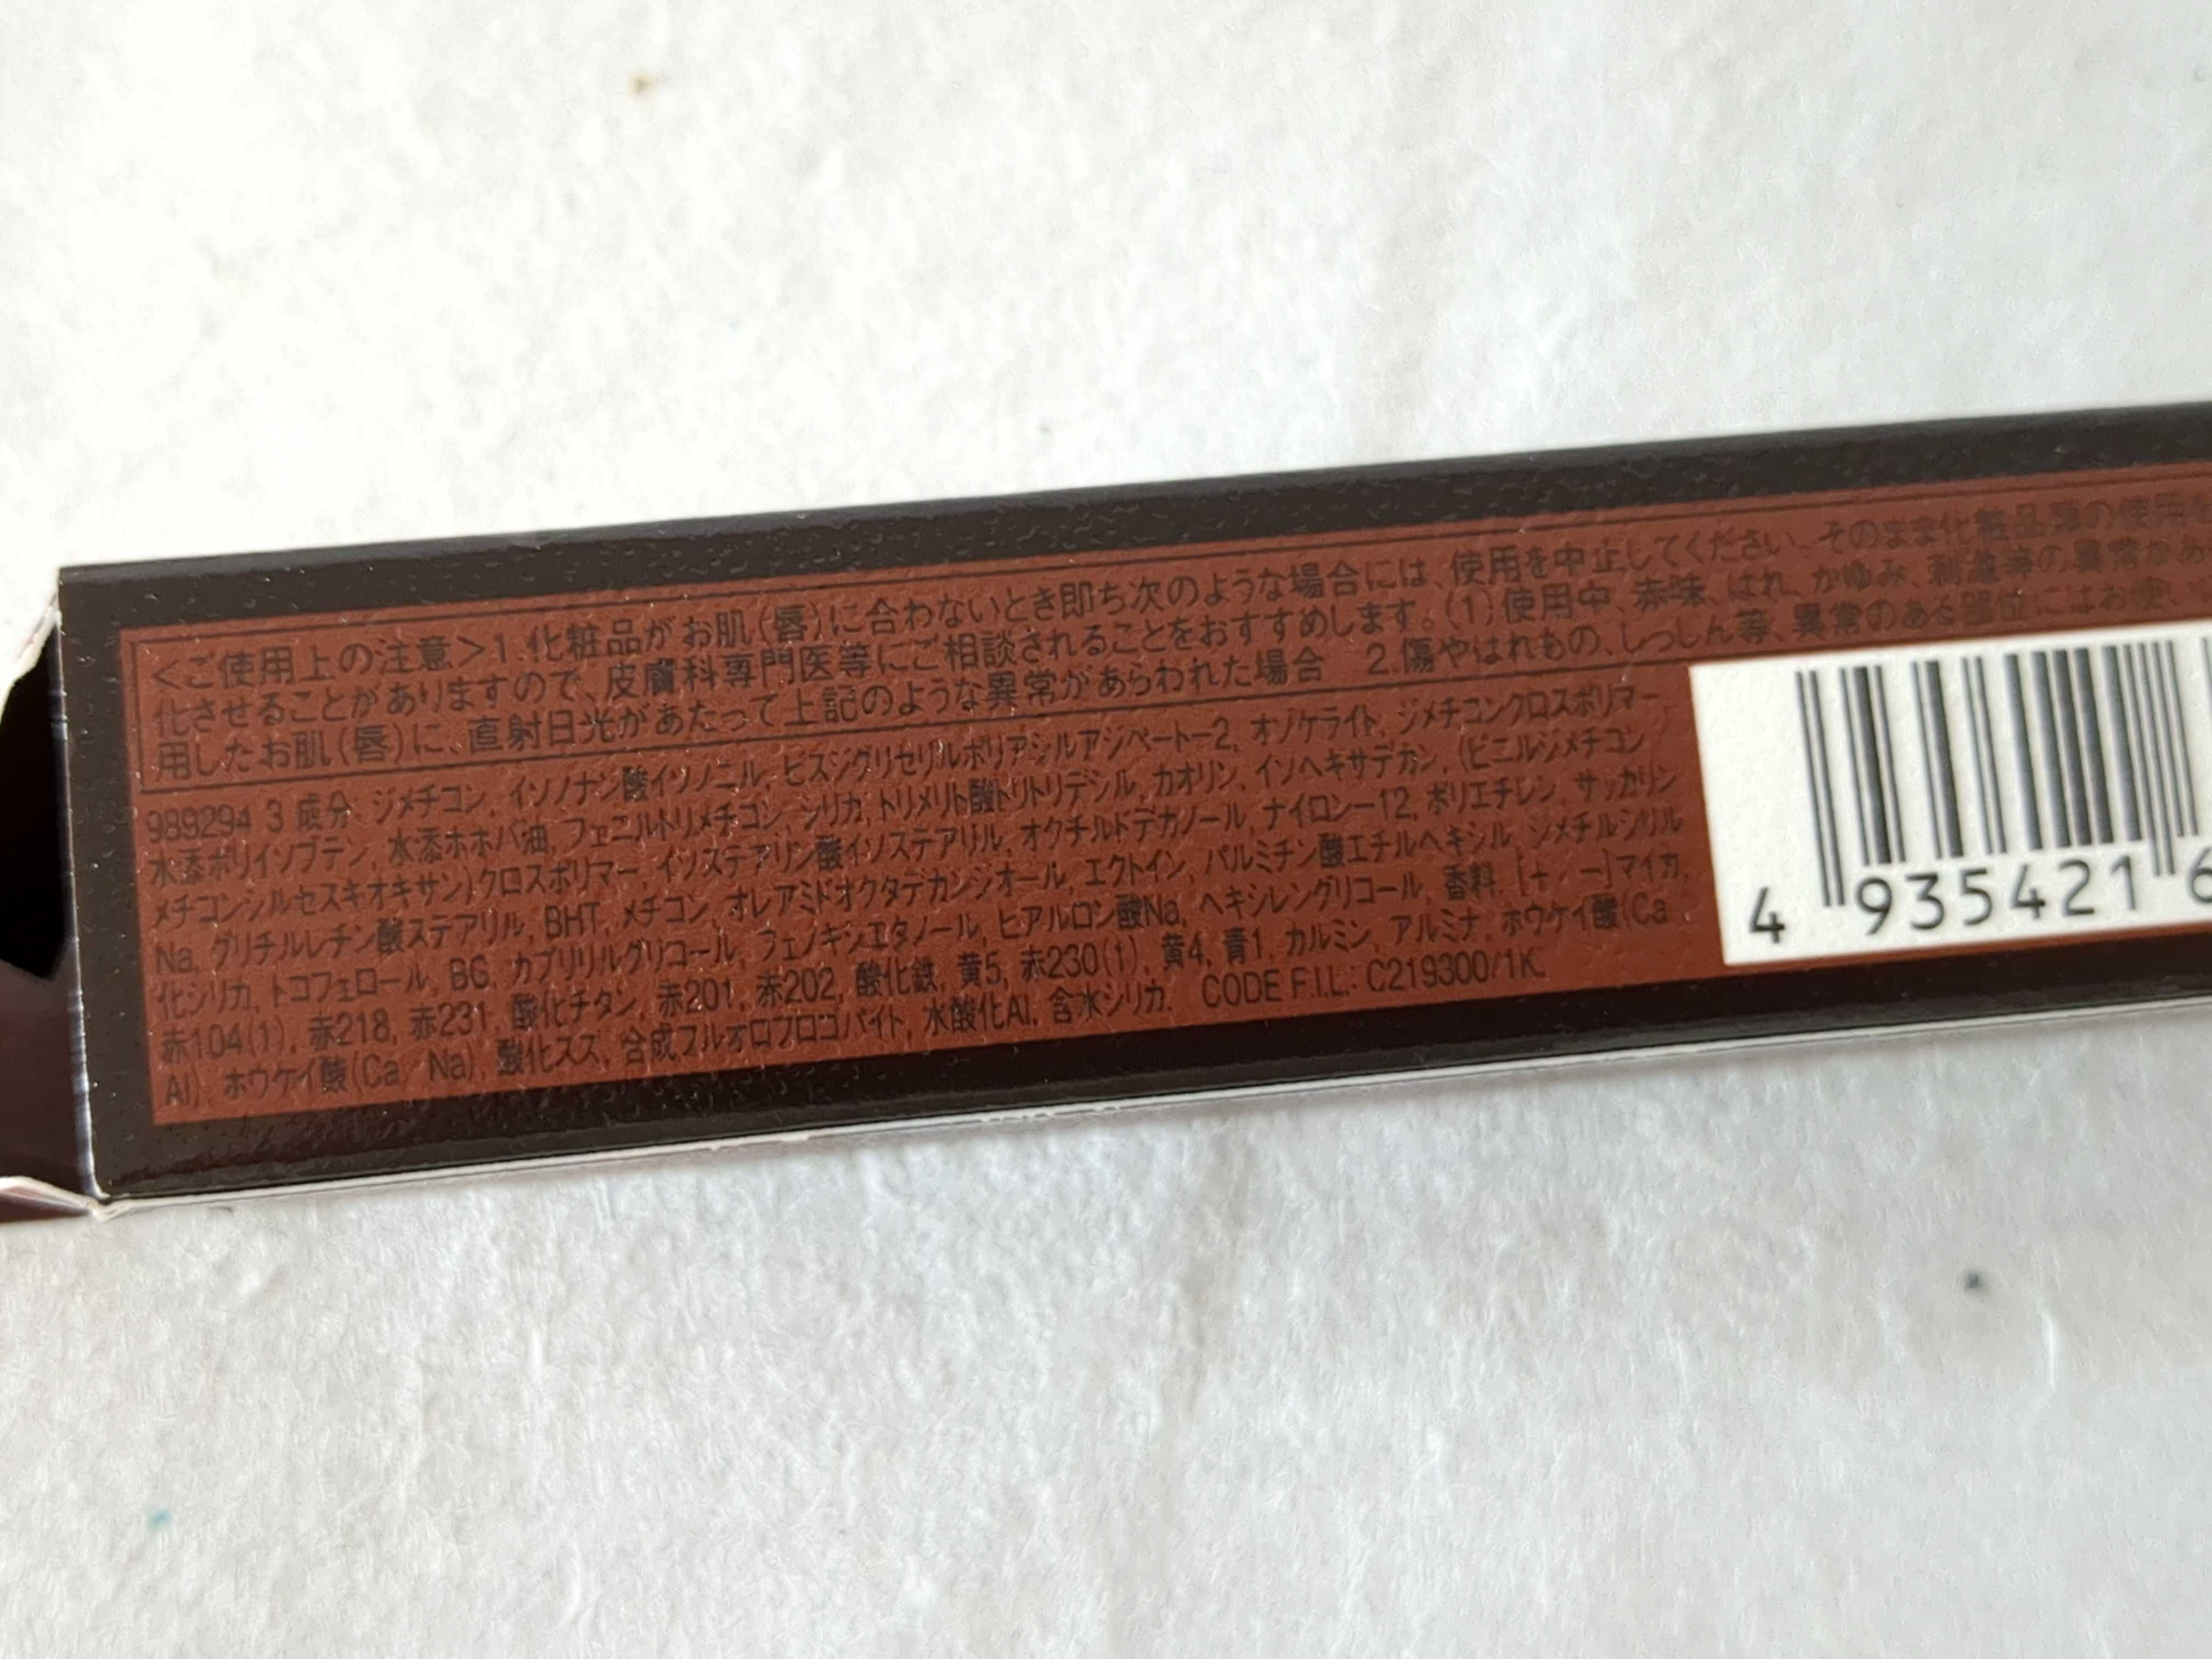 <ご使用上の注意>1.化粧品がお肌(唇)に合わないとき即ち次のような場合には、使用を中止してください。そのまま化粧品類の使用
化させることがありますので、皮膚科専門医等にご相談されることをおすすめします。(1)使用中、赤味、はれ、かゆみ、刺激等の異常があ
用したお肌(唇)に、直射日光があたって上記のような異常があらわれた場合　2.傷やはれもの、しっしん等、異常のある部位にはお使い
989294 3 成分 ジメチコン, イソノナン酸イソノニル, ビスジグリセリルポリアシルアジペート-2, オゾケライト, ジメチコンクロスポリマー,
水添ポリイソブテン, 水添ホホバ油, フェニルトリメチコン, シリカ, トリメリト酸トリトリデシル, カオリン, イソヘキサデカン, (ビニルジメチコン/
メチコンシルセスキオキサン)クロスポリマー, イソステアリン酸イソステアリル, オクチルドデカノール, ナイロン-12, ポリエチレン, サッカリン
Na, グリチルレチン酸ステアリル, BHT, メチコン, オレアミドオクタデカンジオール, エクトイン, パルミチン酸エチルヘキシル, ジメチルシリル
化シリカ, トコフェロール, BG, カプリリルグリコール, フェノキシエタノール, ヒアルロン酸Na, ヘキシレングリコール, 香料, [+/-]マイカ,
赤104(1), 赤218, 赤231, 酸化チタン, 赤201, 赤202, 酸化鉄, 黄5, 赤230(1), 黄4, 青1, カルミン, アルミナ, ホウケイ酸(Ca/
Al), ホウケイ酸(Ca/Na), 酸化スズ, 合成フルオロフロゴパイト, 水酸化Al, 含水シリカ, CODE F.I.L.: C219300/1K.
4 935421 6